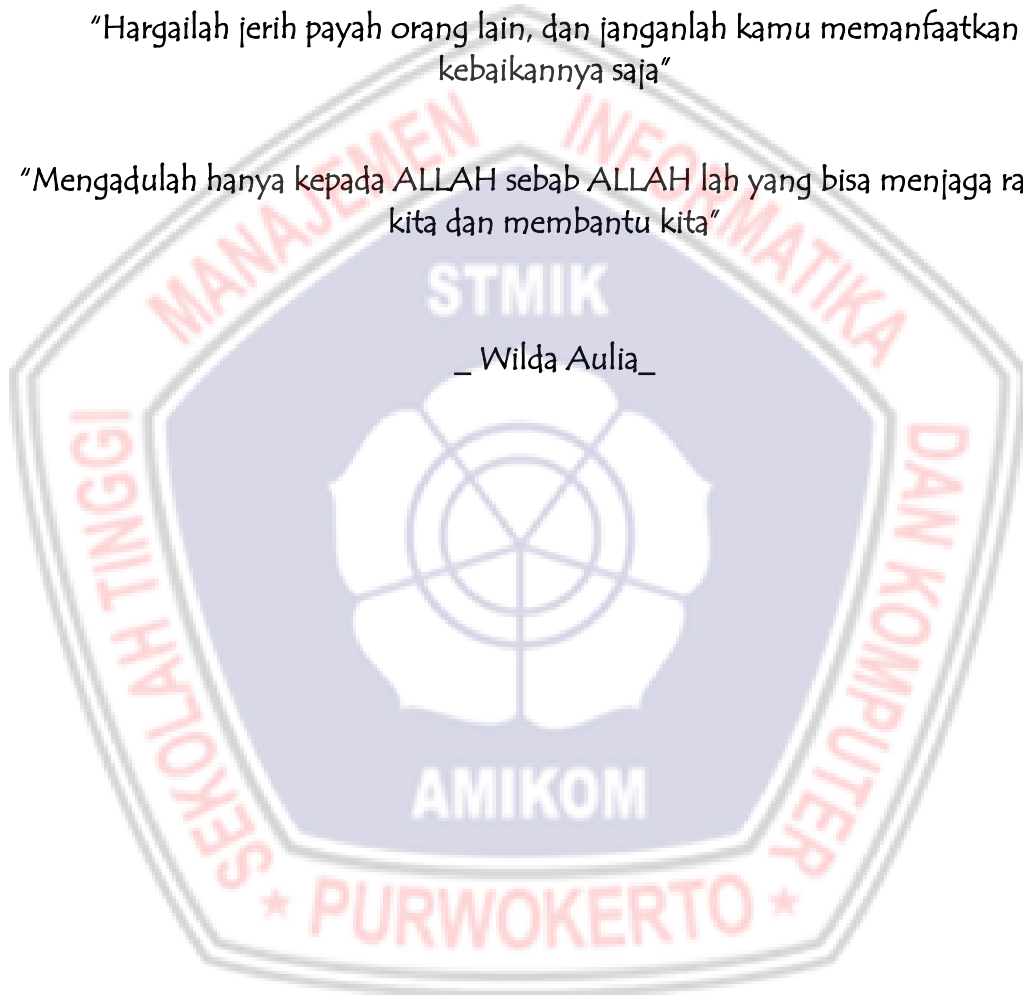 “Hargailah jerih payah orang lain, dan janganlah kamu memanfaatkan
kebaikannya saja”
“Mengadulah hanya kepada ALLAH sebab ALLAH lah yang bisa menjaga
kita dan membantu kita”
_ Wilda Aulia_
SEKOLAH TINGGI MANAJEMEN INFORMATIKA DAN KOMPUTER
STMIK
AMIKOM
★ PURWOKERTO ★